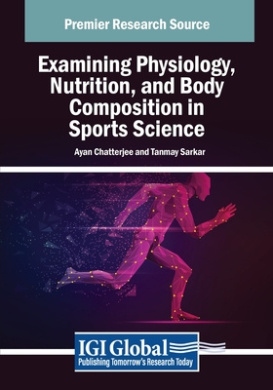 Premier Research Source
Examining Physiology,
Nutrition, and Body
Composition in
Sports Science
Ayan Chatterjee and Tanmay Sarkar
IGI Global
Publishing Tomorrow's Research Today